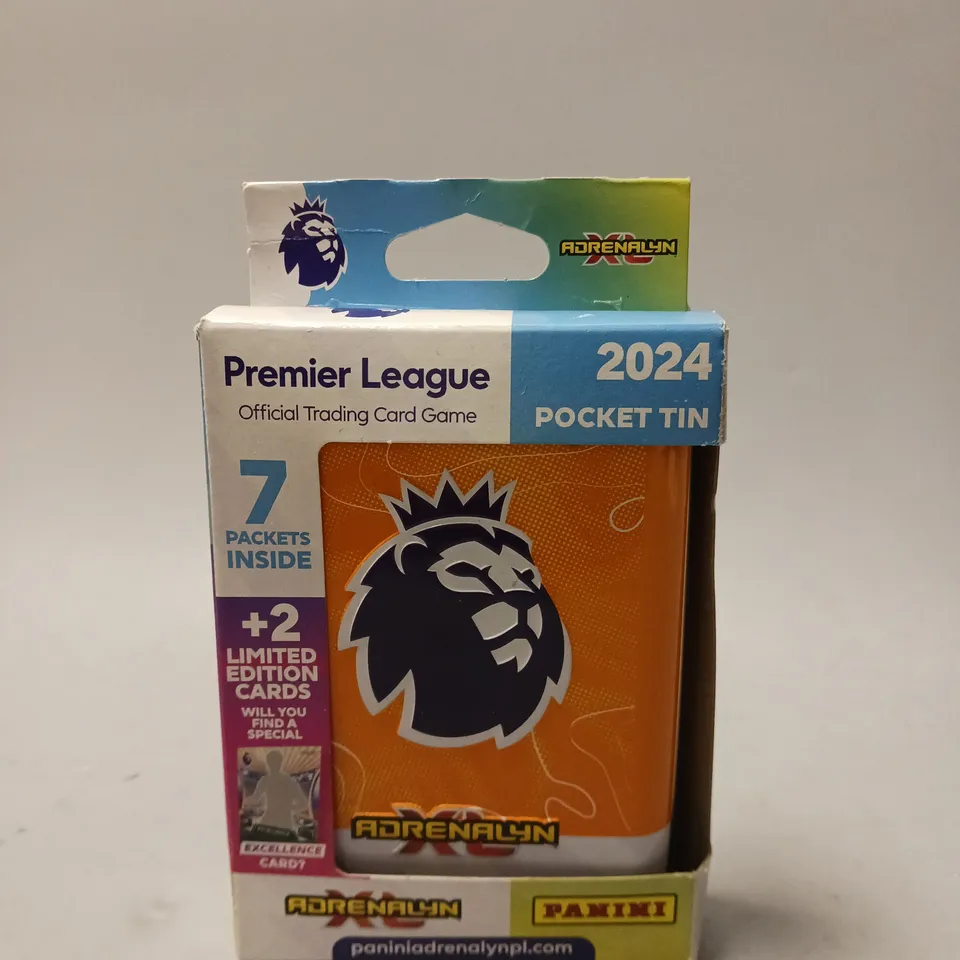 ADRENALYN XL
Premier League
Official Trading Card Game
2024
POCKET TIN
7
PACKETS
INSIDE
+2
LIMITED
EDITION
CARDS
WILL YOU
FIND A
SPECIAL
EXCELLENCE
CARD?
ADRENALYN XL
ADRENALYN XL
PANINI
paniniadrenalynpl.com